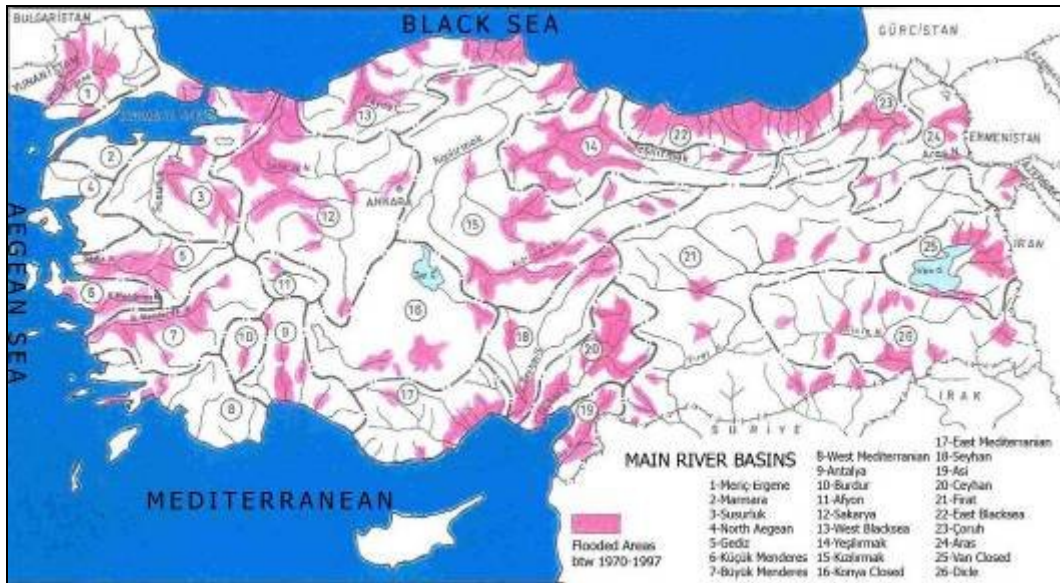 BULGARİSTAN
BLACK SEA
GÜRCİSTAN
YUNANİSTAN
1
13
23
22
24
ERMENİSTAN
Aras N.
2
14
Yeşilırmak
Kızılırmak
4
3
ANKARA
12
15
AEGEAN SEA
İRAN
25
5
21
6
11
16
7
10
9
18
20
26
17
8
19
IRAK
SURİYE
MEDITERRANEAN
MAIN RIVER BASINS
1-Meriç-Ergene
2-Marmara
3-Susurluk
4-North Aegean
5-Gediz
6-Küçük Menderes
7-Büyük Menderes
8-West Mediterranean
9-Antalya
10-Burdur
11-Afyon
12-Sakarya
13-West Blacksea
14-Yeşilırmak
15-Kızılırmak
16-Konya Closed
17-East Mediterranean
18-Seyhan
19-Asi
20-Ceyhan
21-Firat
22-East Blacksea
23-Çoruh
24-Aras
25-Van Closed
26-Dicle
Flooded Areas
btw 1970-1997